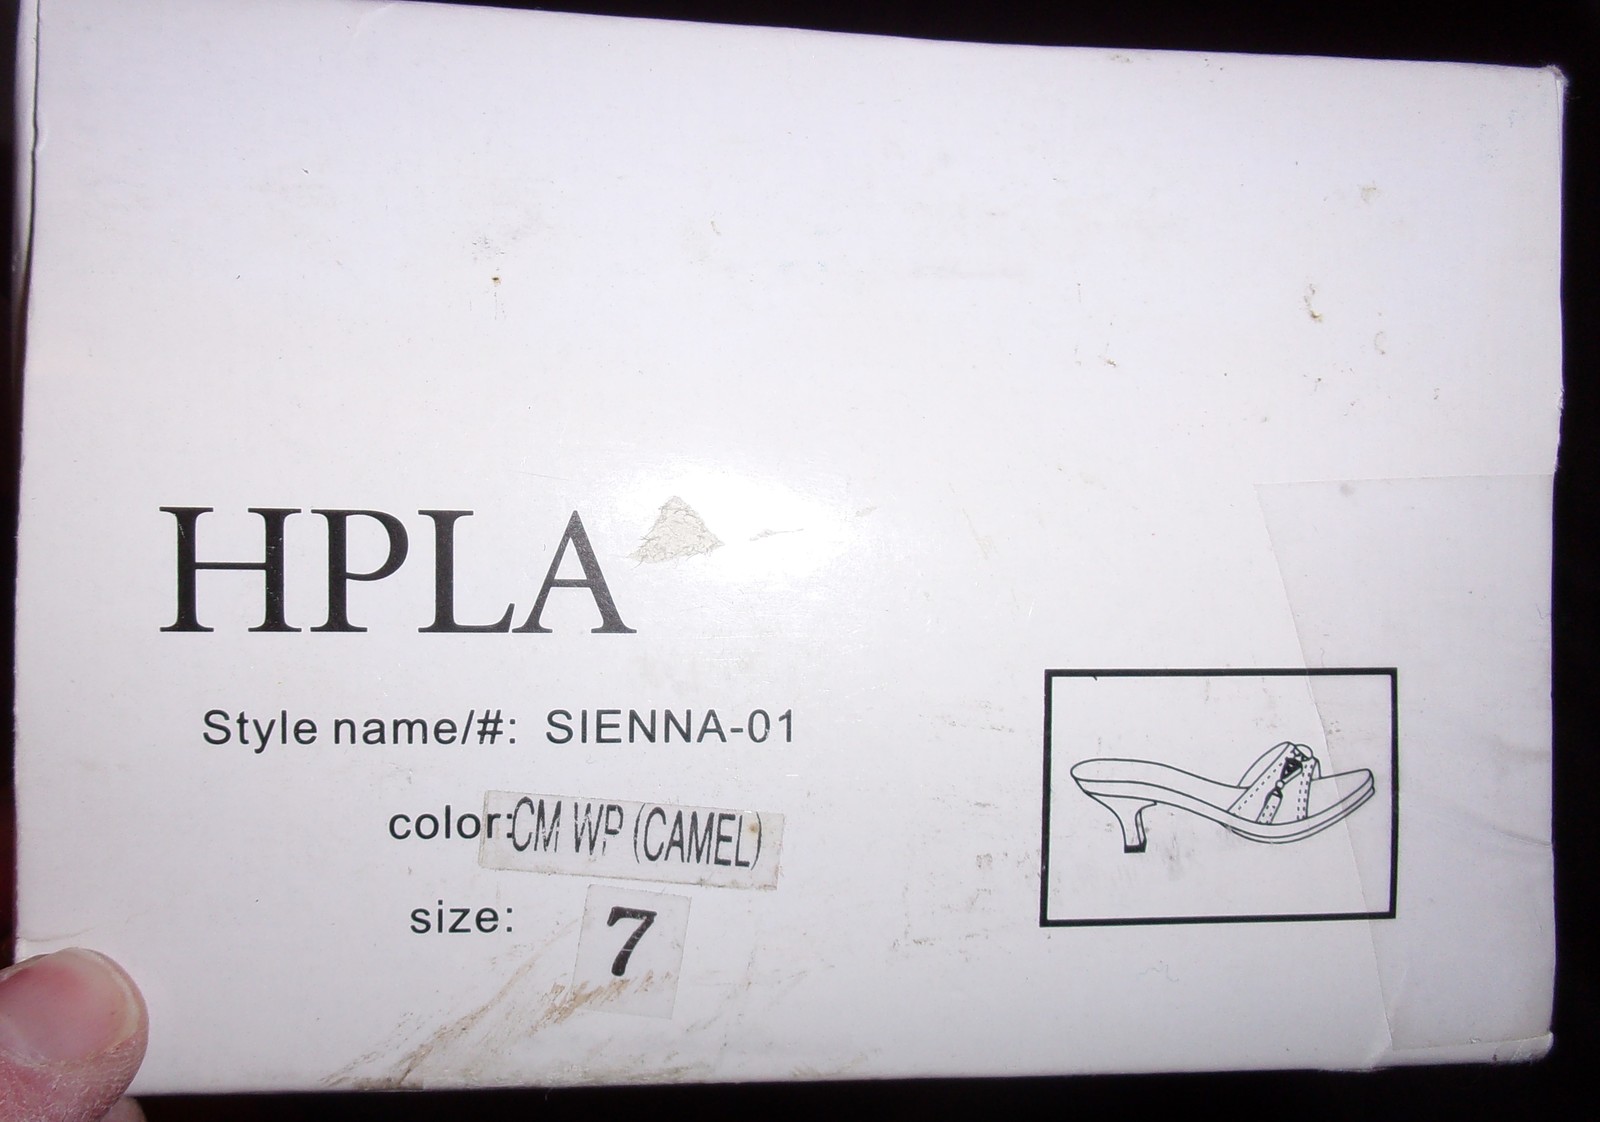 HPLA
Style name/#: SIENNA-01
color: CM WP (CAMEL)
size: 7